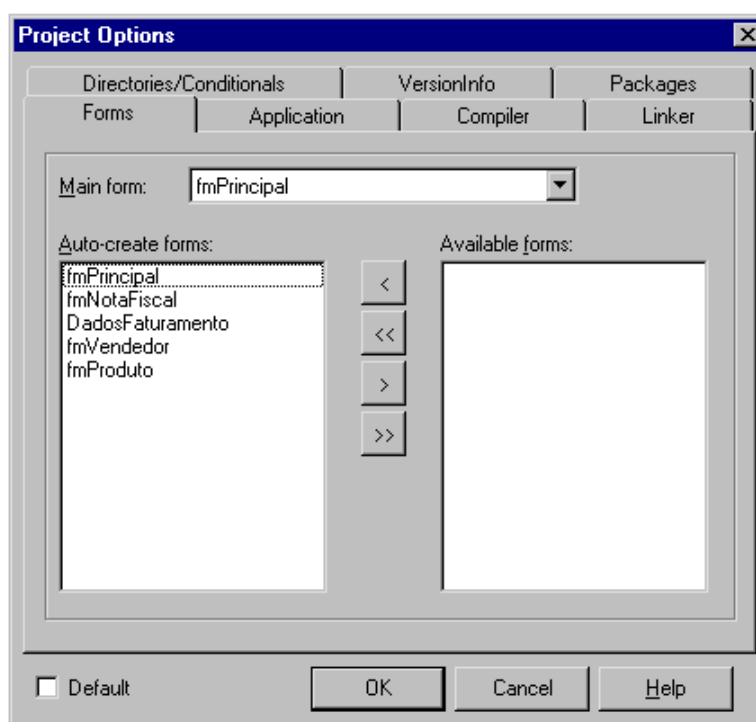 Project Options
Directories/Conditionals VersionInfo Packages
Forms Application Compiler Linker
Main form: fmPrincipal
Auto-create forms: Available forms:
fmPrincipal <
fmNotaFiscal
DadosFaturamento <<
fmVendedor
fmProduto >
>>
Default OK Cancel Help